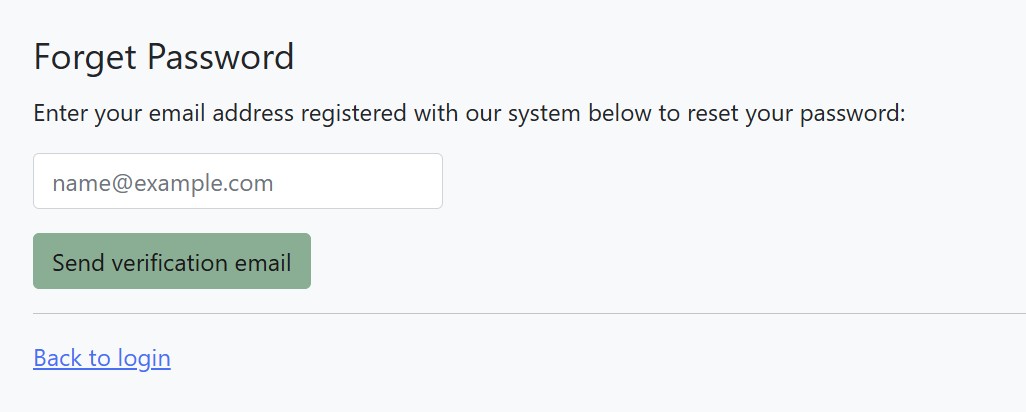 Forget Password
Enter your email address registered with our system below to reset your password:
name@example.com
Send verification email
Back to login